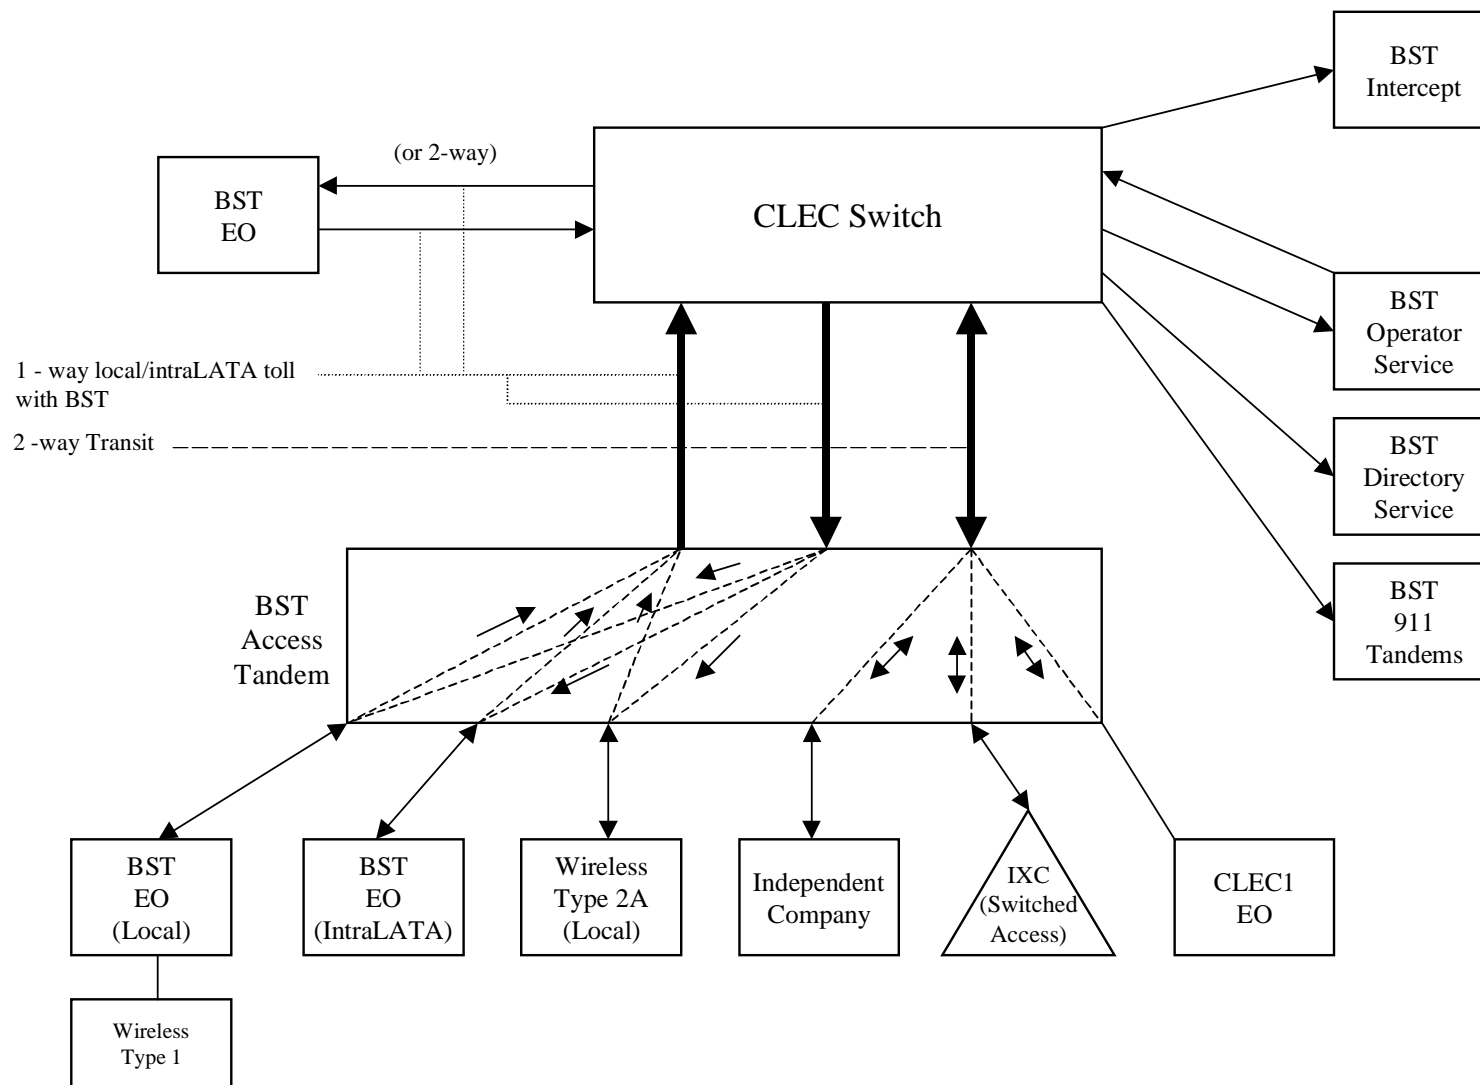 BST
Intercept
(or 2-way)
BST
EO
CLEC Switch
BST
Operator
Service
1 - way local/intraLATA toll
with BST
2 -way Transit
BST
Directory
Service
BST
911
Tandems
BST
Access
Tandem
BST
EO
(Local)
BST
EO
(IntraLATA)
Wireless
Type 2A
(Local)
Independent
Company
IXC
(Switched
Access)
CLEC1
EO
Wireless
Type 1